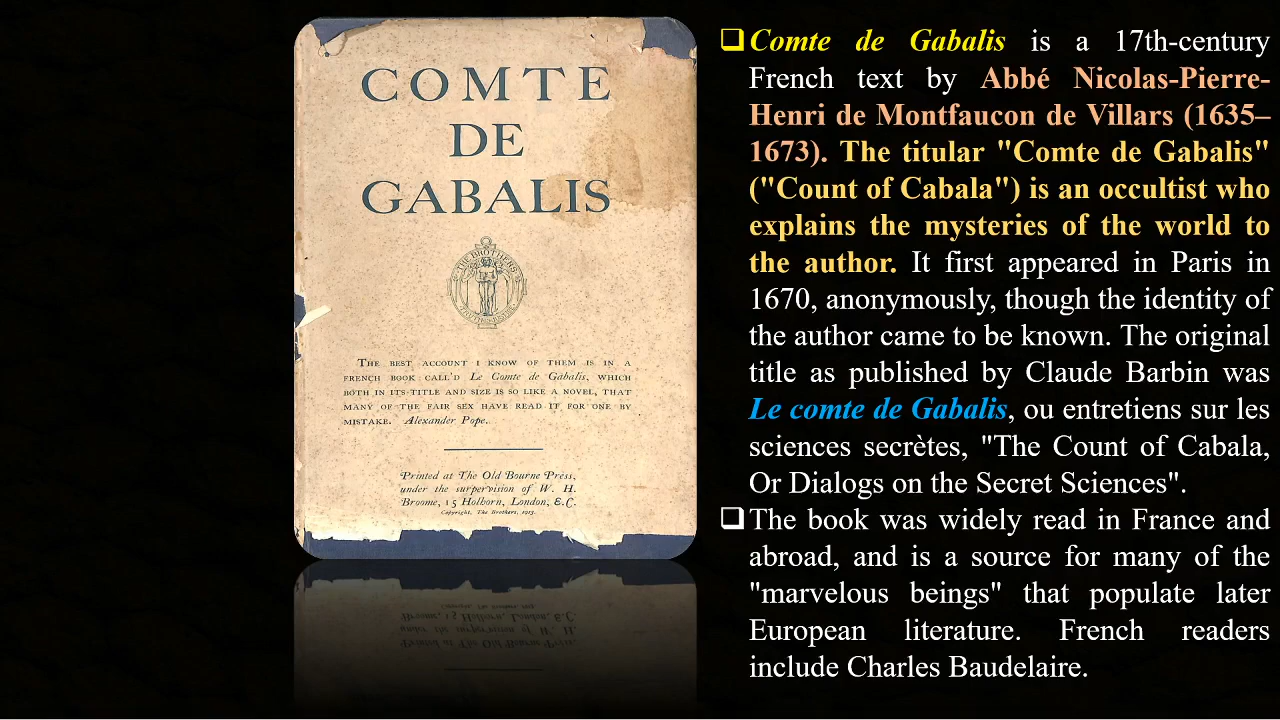 COMTE
DE
GABALIS
THE BROTHERS
THE BEST ACCOUNT I KNOW OF THEM IS IN A
FRENCH BOOK CALL'D Le Comte de Gabalis, WHICH
BOTH IN ITS TITLE AND SIZE IS SO LIKE A NOVEL, THAT
MANY OF THE FAIR SEX HAVE READ IT FOR ONE BY
MISTAKE. Alexander Pope.
Printed at The Old Bourne Press,
under the surpervision of W. H.
Broome, 15 Holborn, London, E.C.
Copyright, The Brothers, 1913.
❑Comte de Gabalis is a 17th-century
French text by Abbé Nicolas-Pierre-
Henri de Montfaucon de Villars (1635–
1673). The titular "Comte de Gabalis"
("Count of Cabala") is an occultist who
explains the mysteries of the world to
the author. It first appeared in Paris in
1670, anonymously, though the identity of
the author came to be known. The original
title as published by Claude Barbin was
Le comte de Gabalis, ou entretiens sur les
sciences secrètes, "The Count of Cabala,
Or Dialogs on the Secret Sciences".
❑The book was widely read in France and
abroad, and is a source for many of the
"marvelous beings" that populate later
European literature. French readers
include Charles Baudelaire.